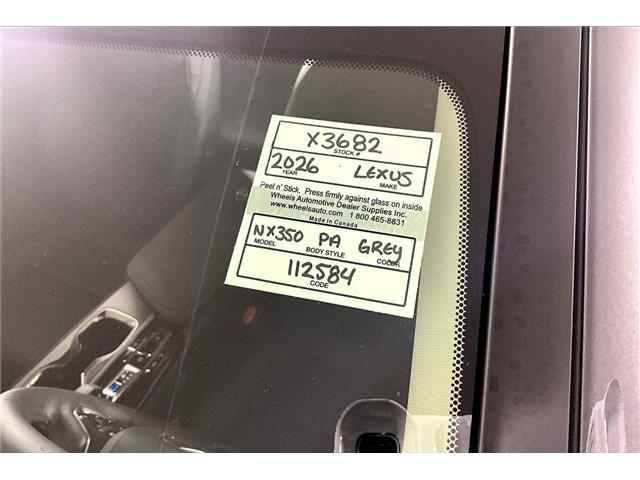 X3682
STOCK #
2026 LEXUS
YEAR MAKE
Peel n' Stick. Press firmly against glass on inside
Wheels Automotive Dealer Supplies Inc.
www.wheelsauto.com 1 800 465-8831
Made in Canada
NX350 PA GREY
MODEL BODY STYLE COLOR
112584
CODE